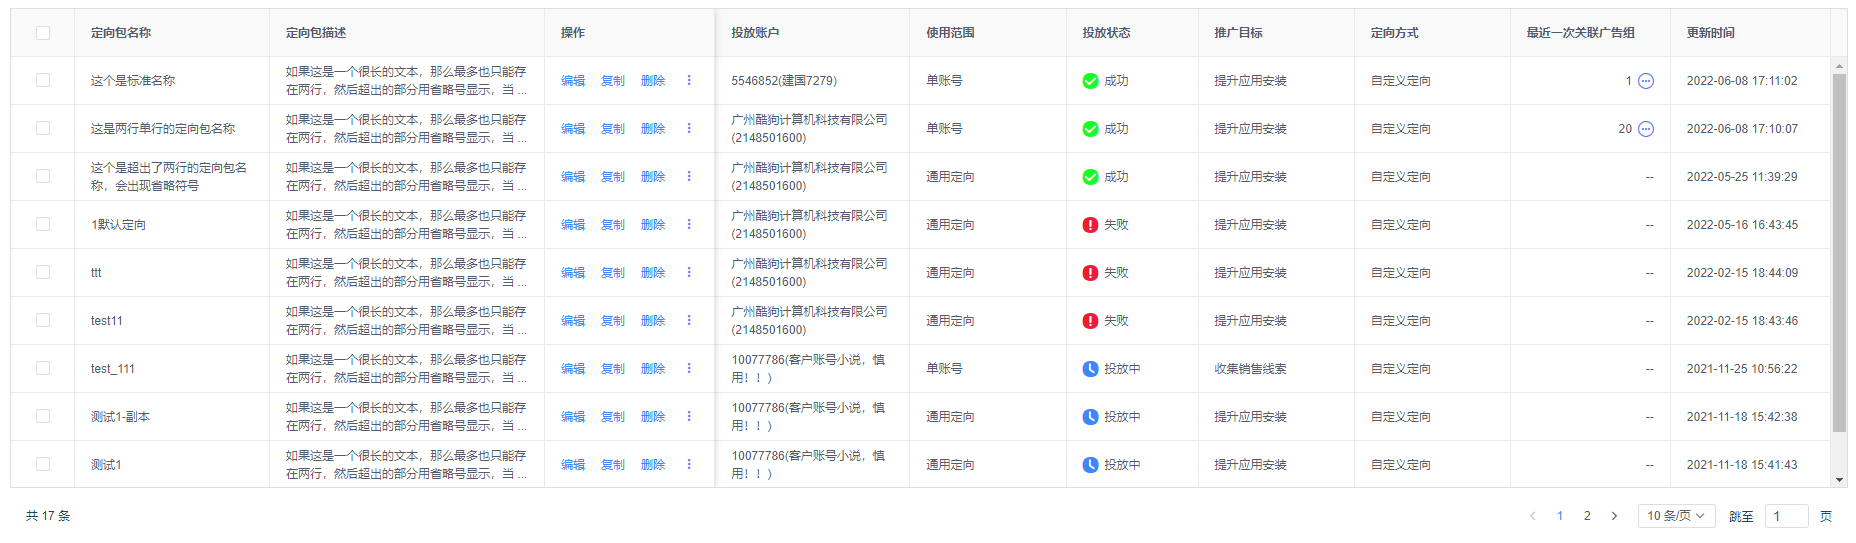 定向包名称 定向包描述 操作 投放账户 使用范围 投放状态 推广目标 定向方式 最近一次关联广告组 更新时间
这个是标准名称 如果这是一个很长的文本，那么最多也只能存 编辑 复制 删除 5546852(建国7279) 单账号 成功 提升应用安装 自定义定向 1 2022-06-08 17:11:02
在两行，然后超出的部分用省略号显示，当 ...
这是两行单行的定向包名称 如果这是一个很长的文本，那么最多也只能存 编辑 复制 删除 广州酷狗计算机科技有限公司 单账号 成功 提升应用安装 自定义定向 20 2022-06-08 17:10:07
在两行，然后超出的部分用省略号显示，当 ... (2148501600)
这个是超出了两行的定向包名 如果这是一个很长的文本，那么最多也只能存 编辑 复制 删除 广州酷狗计算机科技有限公司 通用定向 成功 提升应用安装 自定义定向 -- 2022-05-25 11:39:29
称，会出现省略符号 在两行，然后超出的部分用省略号显示，当 ... (2148501600)
1默认定向 如果这是一个很长的文本，那么最多也只能存 编辑 复制 删除 广州酷狗计算机科技有限公司 通用定向 失败 提升应用安装 自定义定向 -- 2022-05-16 16:43:45
在两行，然后超出的部分用省略号显示，当 ... (2148501600)
ttt 如果这是一个很长的文本，那么最多也只能存 编辑 复制 删除 广州酷狗计算机科技有限公司 通用定向 失败 提升应用安装 自定义定向 -- 2022-02-15 18:44:09
在两行，然后超出的部分用省略号显示，当 ... (2148501600)
test11 如果这是一个很长的文本，那么最多也只能存 编辑 复制 删除 广州酷狗计算机科技有限公司 通用定向 失败 提升应用安装 自定义定向 -- 2022-02-15 18:43:46
在两行，然后超出的部分用省略号显示，当 ... (2148501600)
test_111 如果这是一个很长的文本，那么最多也只能存 编辑 复制 删除 10077786(客户账号小说，慎 单账号 投放中 收集销售线索 自定义定向 -- 2021-11-25 10:56:22
在两行，然后超出的部分用省略号显示，当 ... 用！！)
测试1-副本 如果这是一个很长的文本，那么最多也只能存 编辑 复制 删除 10077786(客户账号小说，慎 通用定向 投放中 提升应用安装 自定义定向 -- 2021-11-18 15:42:38
在两行，然后超出的部分用省略号显示，当 ... 用！！)
测试1 如果这是一个很长的文本，那么最多也只能存 编辑 复制 删除 10077786(客户账号小说，慎 通用定向 投放中 提升应用安装 自定义定向 -- 2021-11-18 15:41:43
在两行，然后超出的部分用省略号显示，当 ... 用！！)
共 17 条 1 2 10 条/页 跳至 1 页